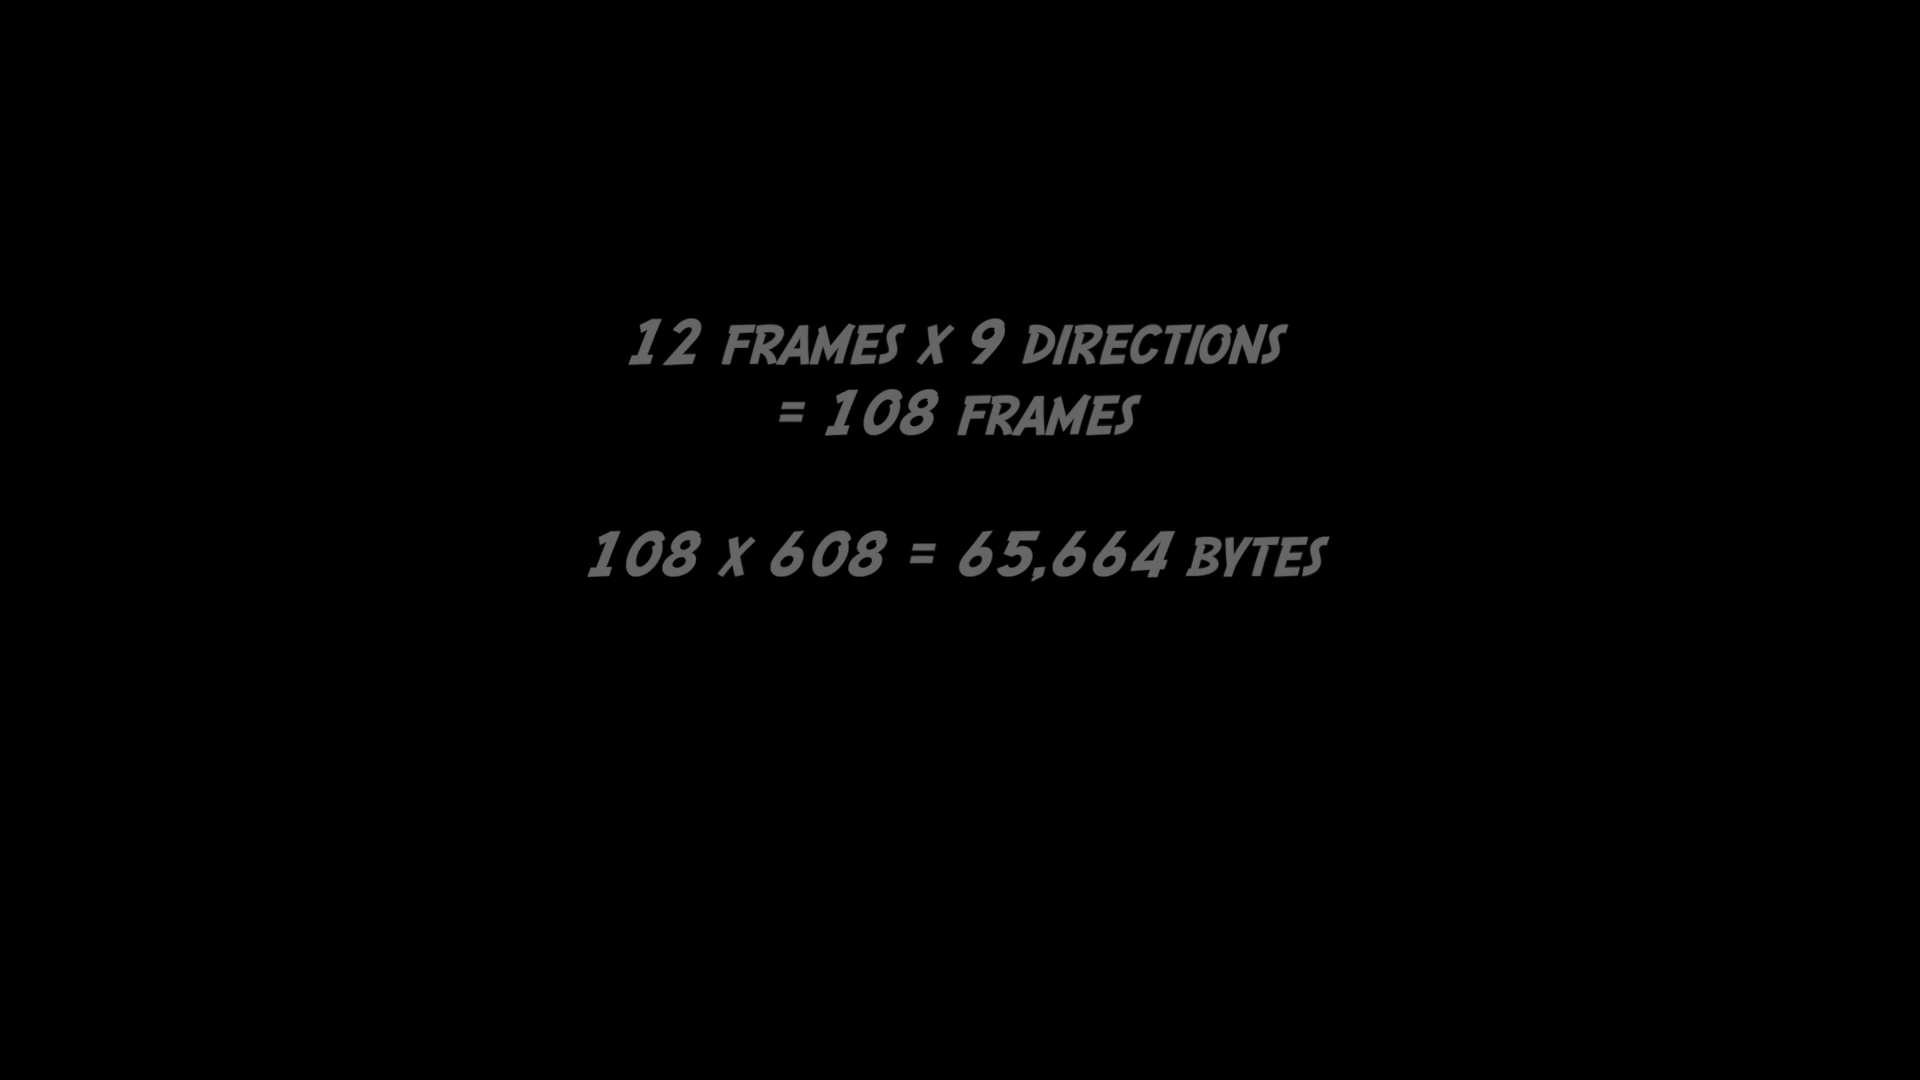 12 FRAMES X 9 DIRECTIONS
= 108 FRAMES
108 X 608 = 65,664 BYTES